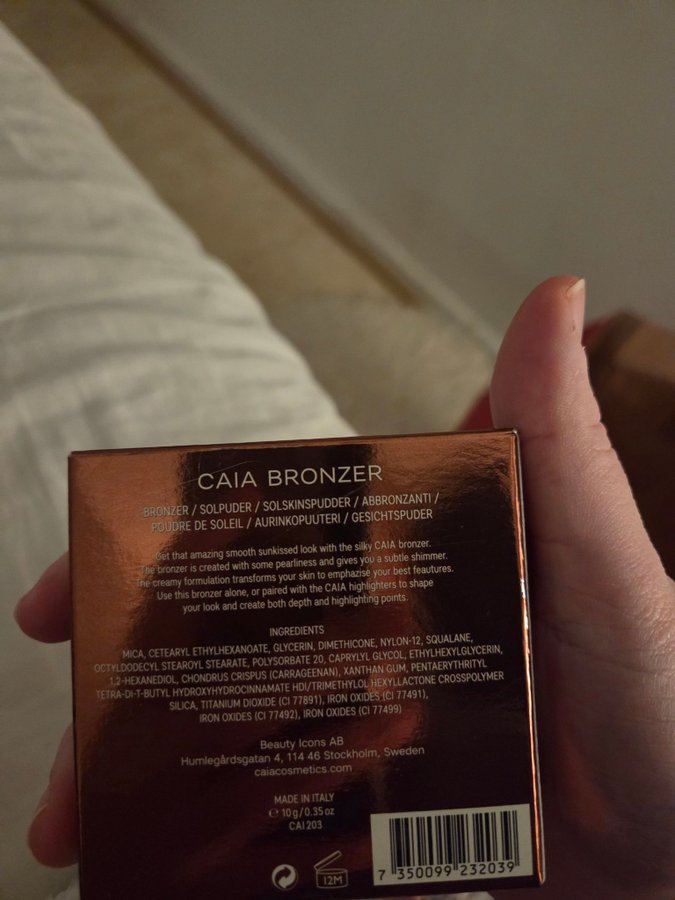 CAIA BRONZER
BRONZER / SOLPUDER / SOLSKINSPUDDER / ABBRONZANTI /
POUDRE DE SOLEIL / AURINKOPUUTERI / GESICHTSPUDER
Get that amazing smooth sunkissed look with the silky CAIA bronzer.
The bronzer is created with some pearliness and gives you a subtle shimmer.
The creamy formulation transforms your skin to emphazise your best feautures.
Use this bronzer alone, or paired with the CAIA highlighters to shape
your look and create both depth and highlighting points.
INGREDIENTS
MICA, CETEARYL ETHYLHEXANOATE, GLYCERIN, DIMETHICONE, NYLON-12, SQUALANE,
OCTYLDODECYL STEAROYL STEARATE, POLYSORBATE 20, CAPRYLYL GLYCOL, ETHYLHEXYLGLYCERIN,
1,2-HEXANEDIOL, CHONDRUS CRISPUS (CARRAGEENAN), XANTHAN GUM, PENTAERYTHRITYL
TETRA-DI-T-BUTYL HYDROXYHYDROCINNAMATE HDI/TRIMETHYLOL HEXYLLACTONE CROSSPOLYMER
SILICA, TITANIUM DIOXIDE (CI 77891), IRON OXIDES (CI 77491),
IRON OXIDES (CI 77492), IRON OXIDES (CI 77499)
Beauty Icons AB
Humlegårdsgatan 4, 114 46 Stockholm, Sweden
caiacosmetics.com
MADE IN ITALY
℮ 10g/0.35oz
CAI203
12M
7 350099 232039